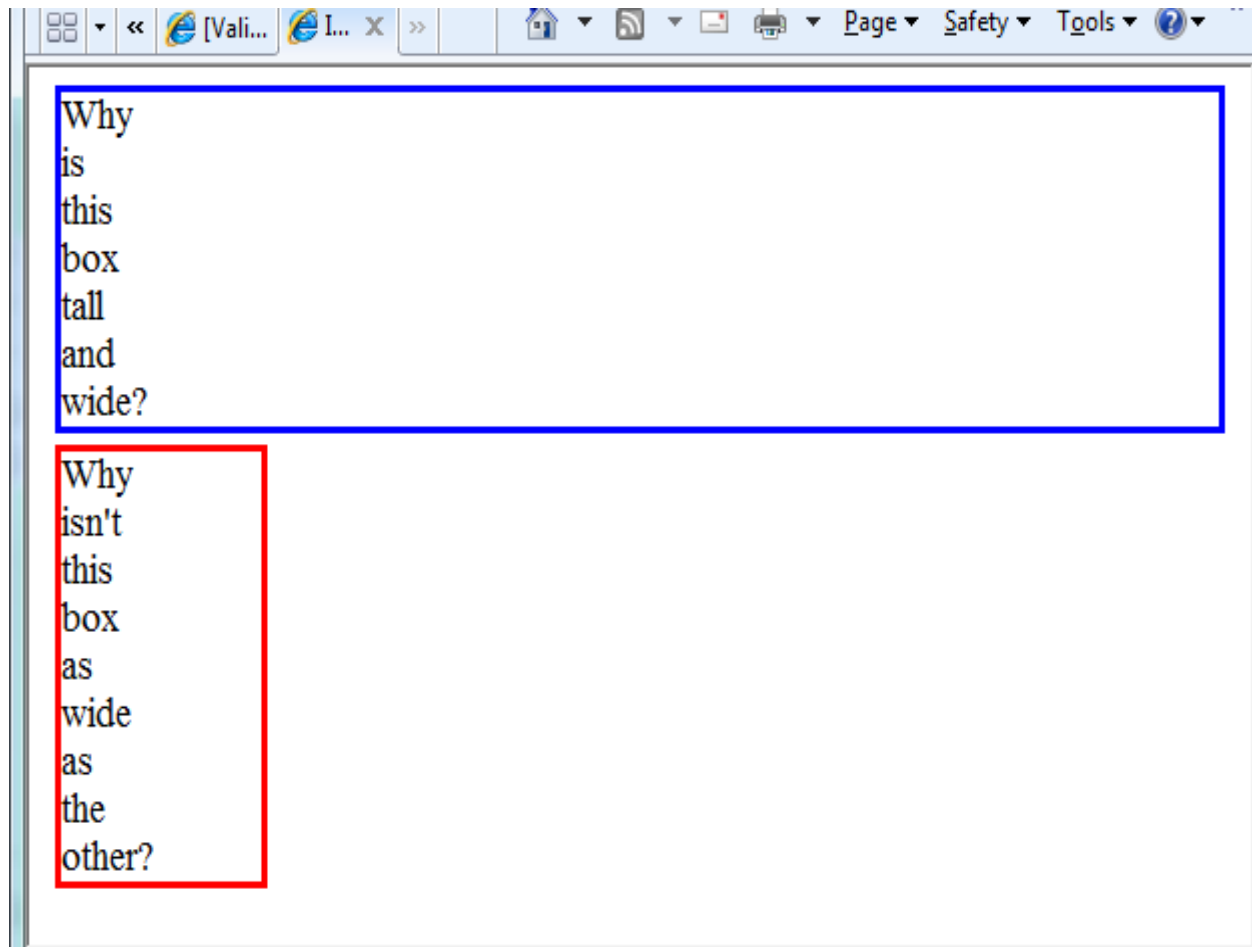 [Vali... I... X Page Safety Tools
Why
is
this
box
tall
and
wide?
Why
isn't
this
box
as
wide
as
the
other?